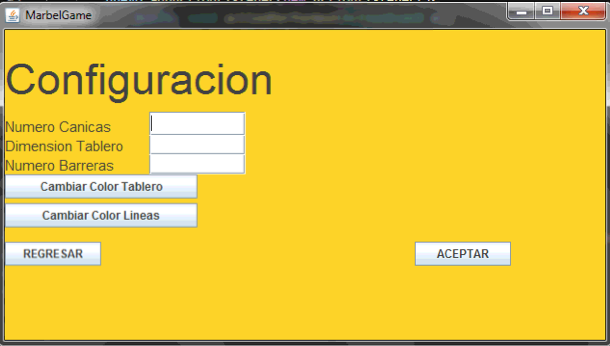 MarbelGame
Configuracion
Numero Canicas
Dimension Tablero
Numero Barreras
Cambiar Color Tablero
Cambiar Color Lineas
REGRESAR ACEPTAR